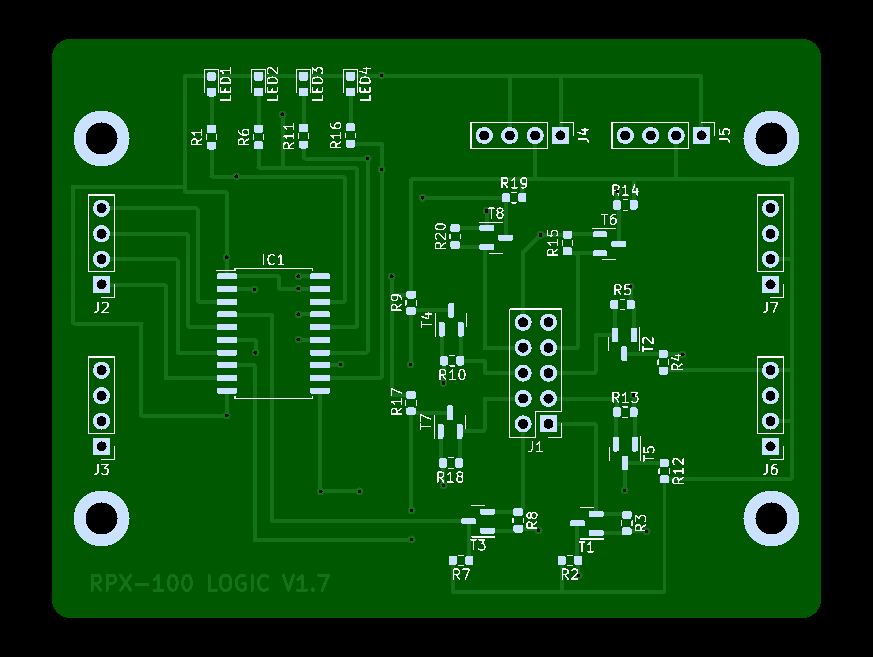 LED1
LED2
LED3
LED4
R1
R6
R11
R16
J4
J5
R19
R14
T8
T6
R20
R15
IC1
J2
J7
R9
R5
T4
T2
R4
R10
R17
R13
T7
J1
J3
T5
J6
R12
R18
R8
R3
T3
T1
R7
R2
RPX-100 LOGIC V1.7